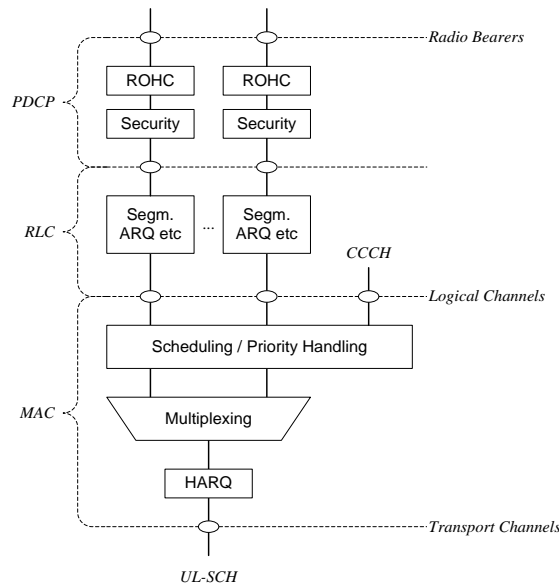 Radio Bearers
ROHC ROHC
PDCP
Security Security
Segm. ARQ etc ... Segm. ARQ etc
RLC
CCCH
Logical Channels
Scheduling / Priority Handling
MAC
Multiplexing
HARQ
Transport Channels
UL-SCH